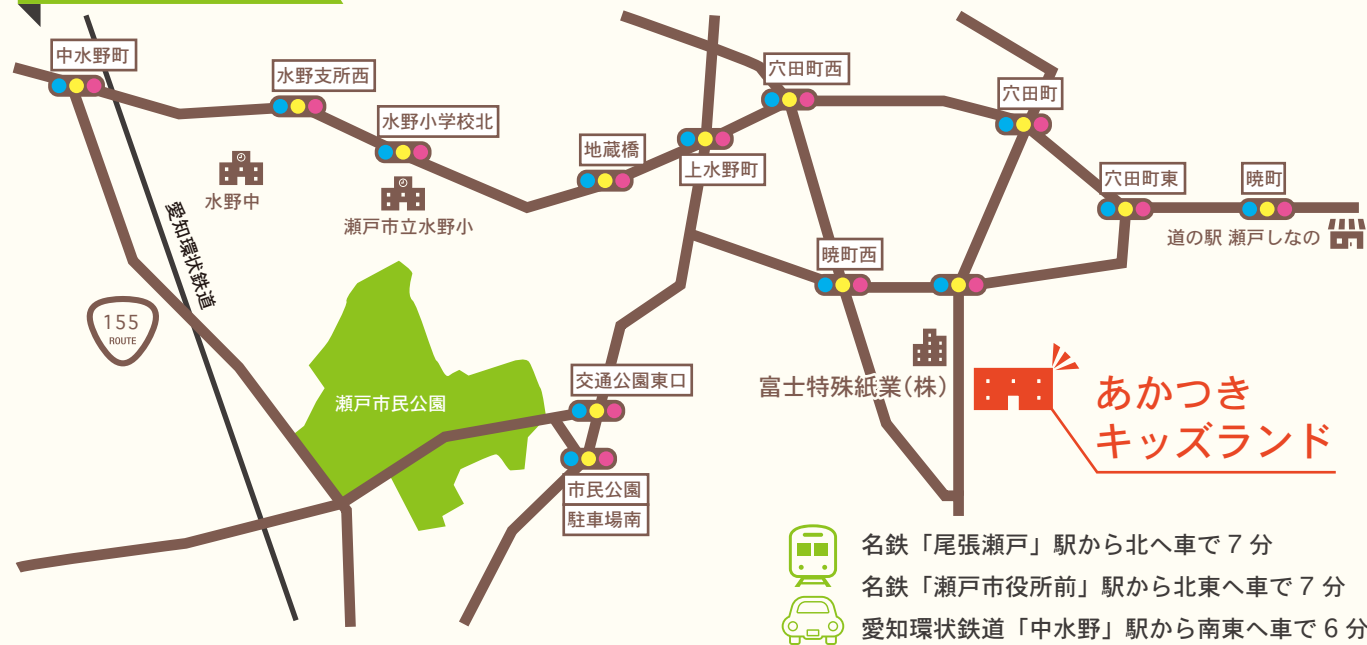 中水野町
水野支所西
水野小学校北
地蔵橋
上水野町
穴田町西
穴田町
穴田町東
暁町
水野中
瀬戸市立水野小
道の駅 瀬戸しなの
愛知環状鉄道
暁町西
155
ROUTE
瀬戸市民公園
交通公園東口
市民公園
駐車場南
富士特殊紙業(株)
あかつき
キッズランド
名鉄「尾張瀬戸」駅から北へ車で7分
名鉄「瀬戸市役所前」駅から北東へ車で7分
愛知環状鉄道「中水野」駅から南東へ車で6分